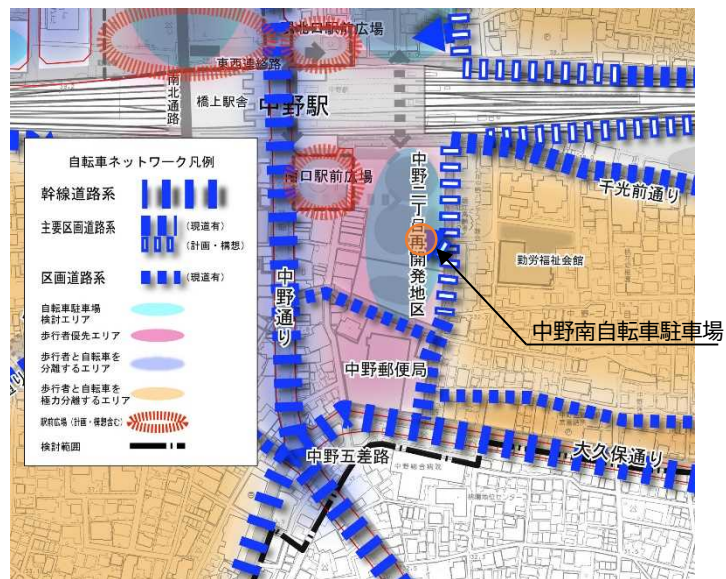 北口駅前広場
東西連絡路
南北通路
橋上駅舎
中野駅
南口駅前広場
中野二丁目再開発地区
千光前通り
勤労福祉会館
中野南自転車駐車場
中野通り
中野郵便局
中野五差路
大久保通り
中野総合病院
自転車ネットワーク凡例
幹線道路系
主要区画道路系
(現道有)
(計画・構想)
区画道路系
(現道有)
自転車駐車場
検討エリア
歩行者優先エリア
歩行者と自転車を
分離するエリア
歩行者と自転車を
極力分離するエリア
駅前広場（計画・構想含む）
検討範囲